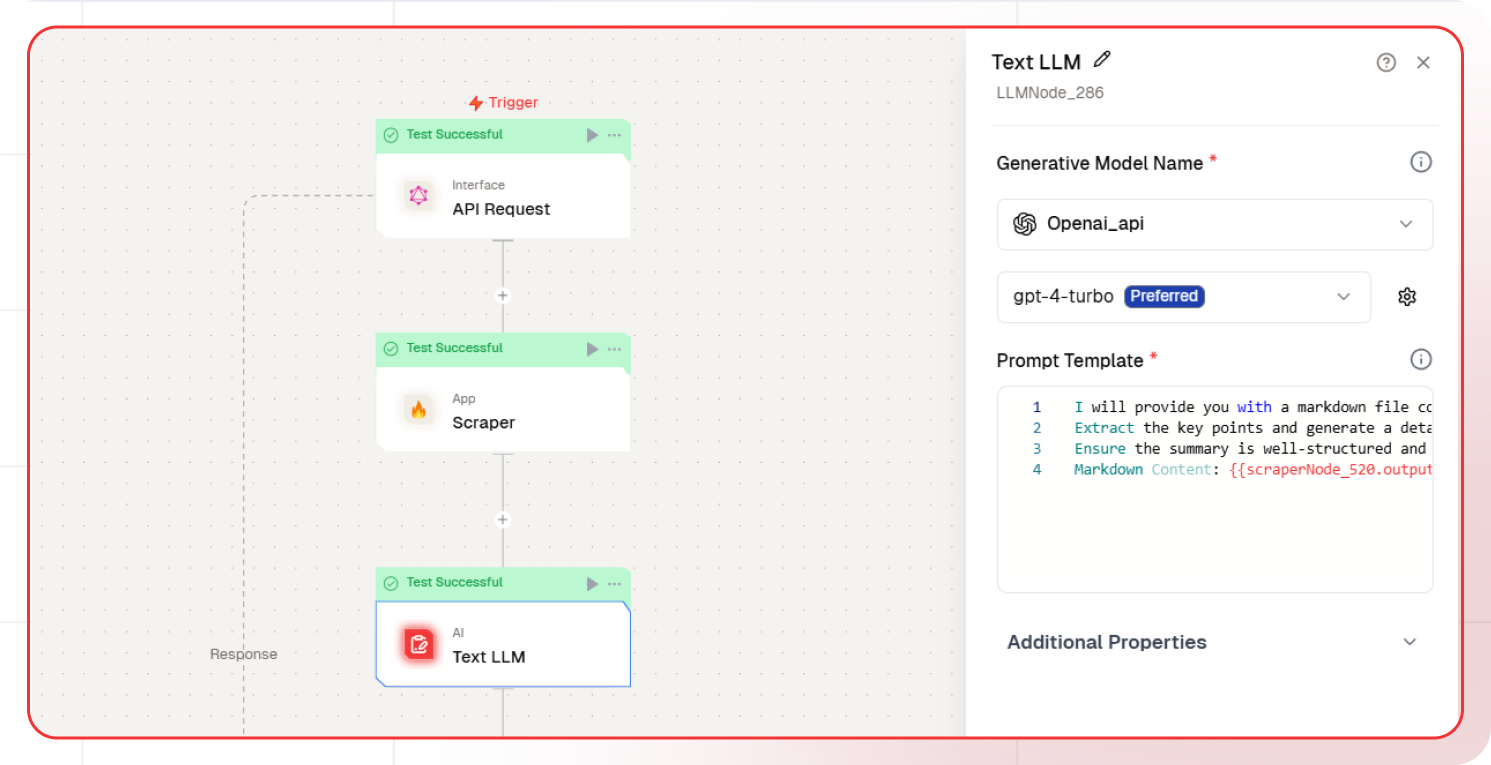 Trigger
Test Successful
Interface
API Request
Test Successful
App
Scraper
Test Successful
AI
Text LLM
Response
Text LLM
LLMNode_286
Generative Model Name *
Openai_api
gpt-4-turbo Preferred
Prompt Template *
1 I will provide you with a markdown file co
2 Extract the key points and generate a deta
3 Ensure the summary is well-structured and
4 Markdown Content: {{scraperNode_520.output
Additional Properties